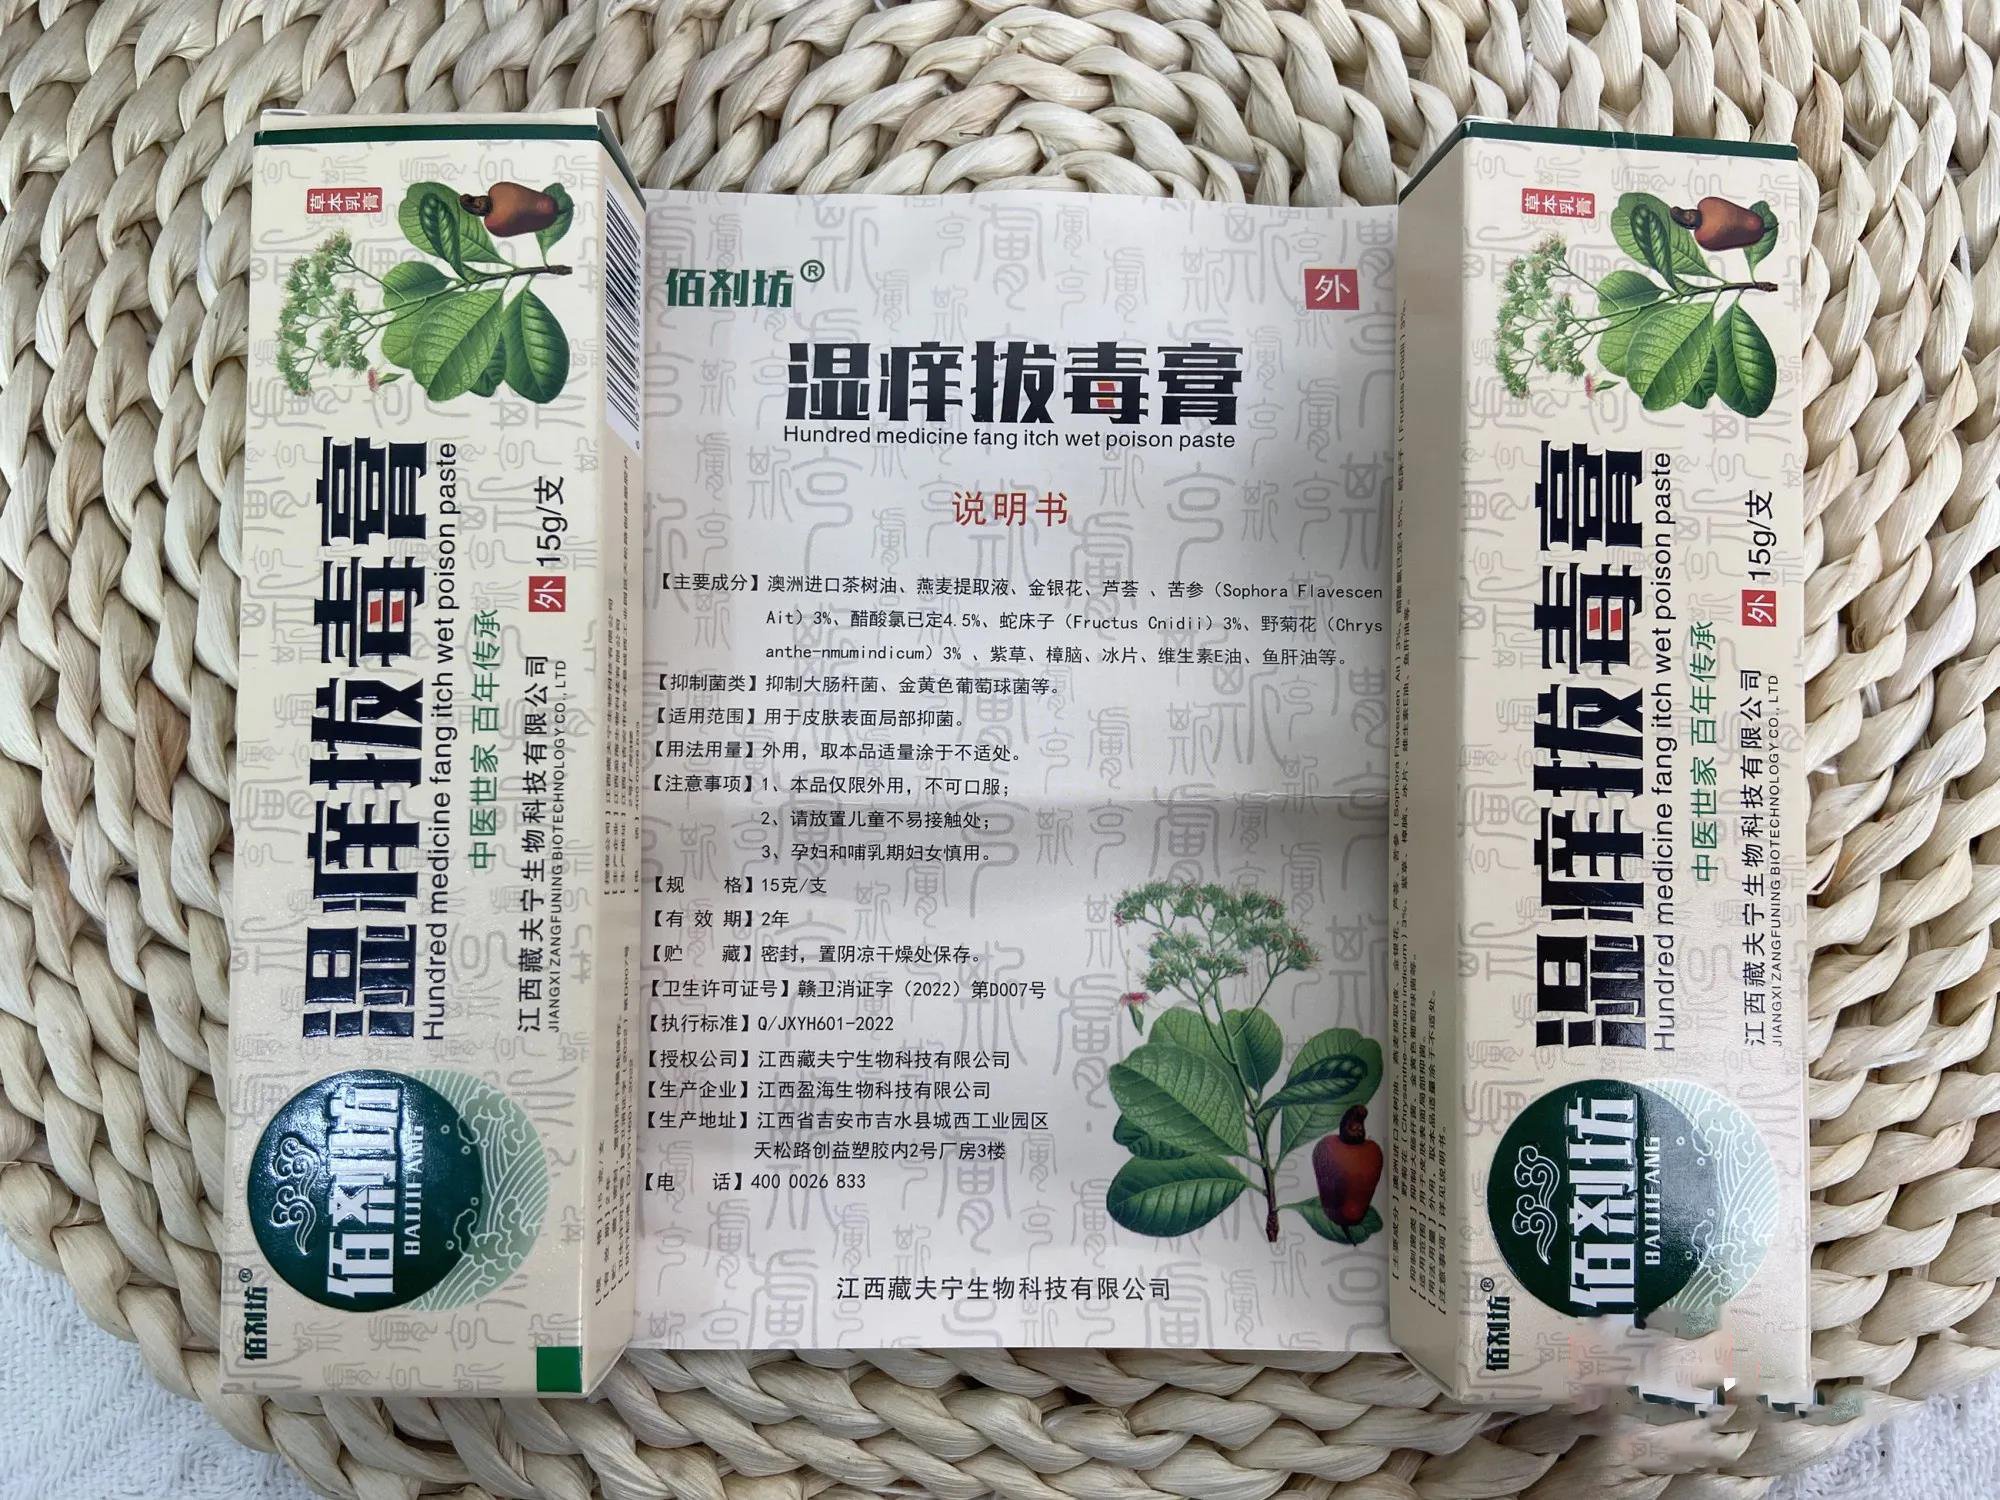 草本乳膏
湿痒拔毒膏
Hundred medicine fang itch wet poison paste
中医世家 百年传承
外 15g/支
江西藏夫宁生物科技有限公司
JIANGXI ZANGFUNING BIOTECHNOLOGY CO., LTD
佰剂坊
BAIJIFANG
佰剂坊®
佰剂坊®
外
湿痒拔毒膏
Hundred medicine fang itch wet poison paste
说明书
【主要成分】澳洲进口茶树油、燕麦提取液、金银花、芦荟 、苦参（Sophora Flavescen
Ait）3%、醋酸氯已定4.5%、蛇床子（Fructus Cnidii）3%、野菊花（Chrys
anthe-nmumindicum）3% 、紫草、樟脑、冰片、维生素E油、鱼肝油等。
【抑制菌类】抑制大肠杆菌、金黄色葡萄球菌等。
【适用范围】用于皮肤表面局部抑菌。
【用法用量】外用，取本品适量涂于不适处。
【注意事项】1、本品仅限外用，不可口服；
2、请放置儿童不易接触处；
3、孕妇和哺乳期妇女慎用。
【规 格】15克/支
【有 效 期】2年
【贮 藏】密封，置阴凉干燥处保存。
【卫生许可证号】赣卫消证字（2022）第D007号
【执行标准】Q/JXYH601-2022
【授权公司】江西藏夫宁生物科技有限公司
【生产企业】江西盈海生物科技有限公司
【生产地址】江西省吉安市吉水县城西工业园区
天松路创益塑胶内2号厂房3楼
【电 话】400 0026 833
江西藏夫宁生物科技有限公司
草本乳膏
湿痒拔毒膏
Hundred medicine fang itch wet poison paste
中医世家 百年传承
外 15g/支
江西藏夫宁生物科技有限公司
JIANGXI ZANGFUNING BIOTECHNOLOGY CO., LTD
佰剂坊
BAIJIFANG
佰剂坊®